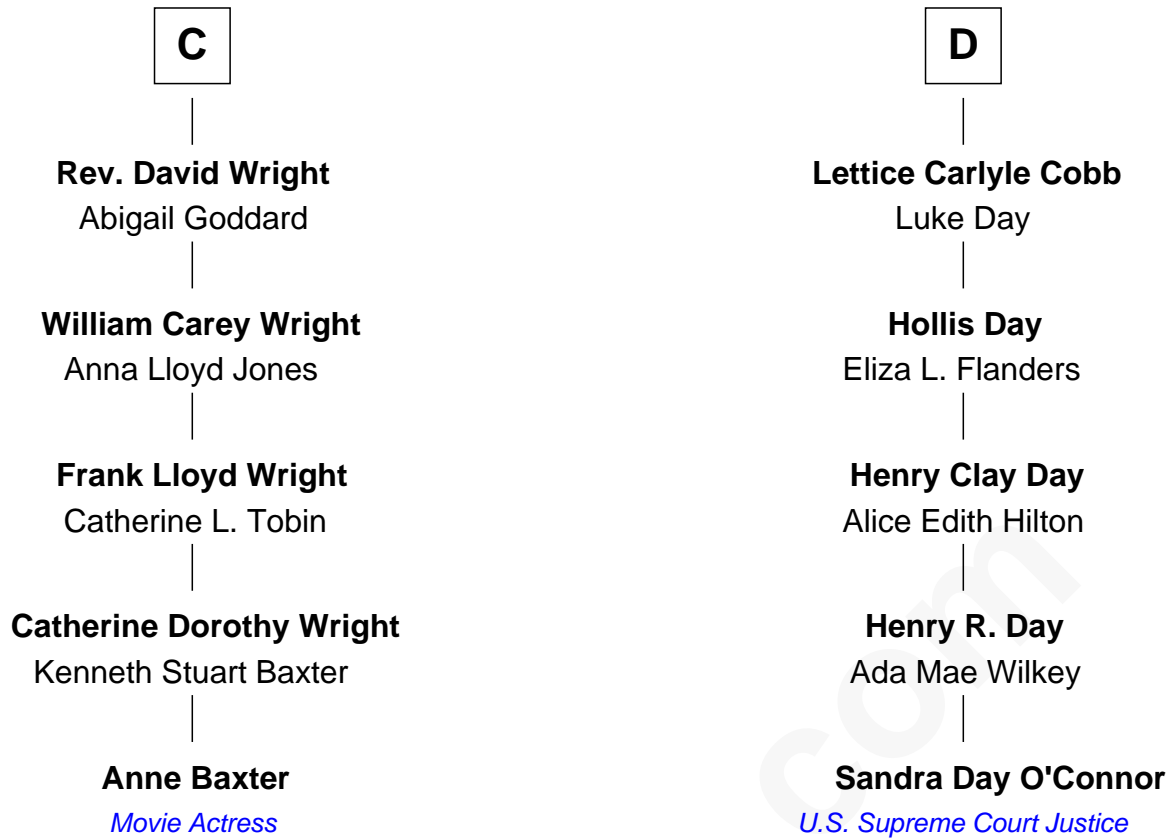 C
Rev. David Wright
Abigail Goddard
William Carey Wright
Anna Lloyd Jones
Frank Lloyd Wright
Catherine L. Tobin
Catherine Dorothy Wright
Kenneth Stuart Baxter
Anne Baxter
Movie Actress
D
Lettice Carlyle Cobb
Luke Day
Hollis Day
Eliza L. Flanders
Henry Clay Day
Alice Edith Hilton
Henry R. Day
Ada Mae Wilkey
Sandra Day O'Connor
U.S. Supreme Court Justice
com